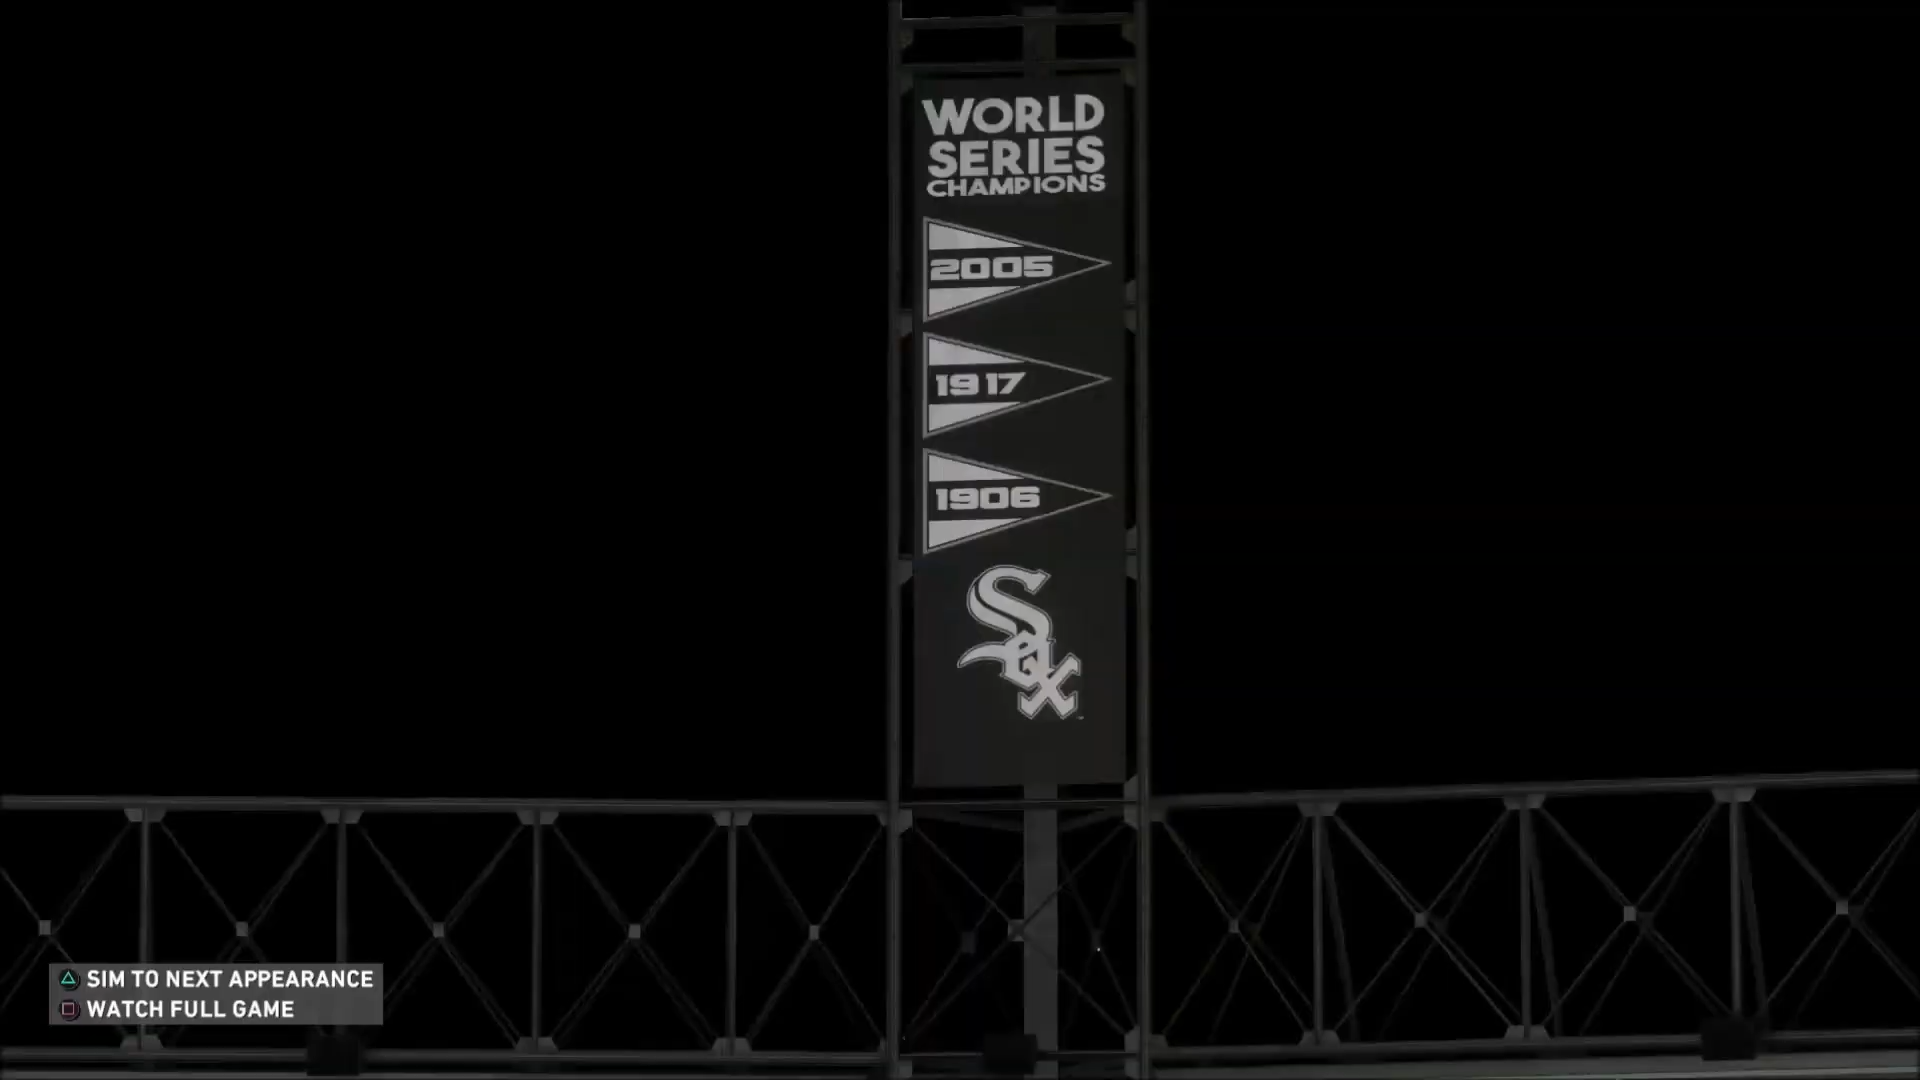 WORLD
SERIES
CHAMPIONS
2005
1917
1906
Sox
SIM TO NEXT APPEARANCE
WATCH FULL GAME